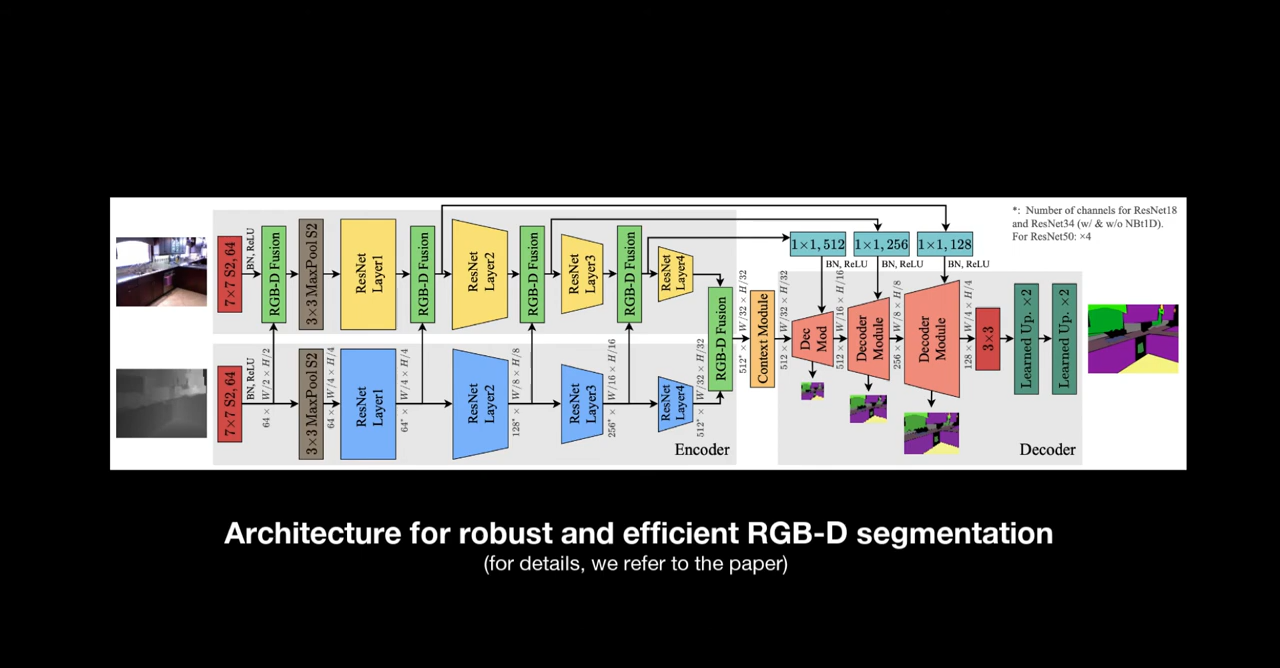 *: Number of channels for ResNet18
and ResNet34 (w/ & w/o NBt1D).
For ResNet50: ×4
7×7 S2, 64
BN, ReLU
RGB-D Fusion
3×3 MaxPool S2
ResNet
Layer1
RGB-D Fusion
ResNet
Layer2
RGB-D Fusion
ResNet
Layer3
RGB-D Fusion
ResNet
Layer4
1×1, 512
1×1, 256
1×1, 128
BN, ReLU
BN, ReLU
BN, ReLU
7×7 S2, 64
BN, ReLU
64 × W/2 × H/2
3×3 MaxPool S2
64 × W/4 × H/4
ResNet
Layer1
64* × W/4 × H/4
ResNet
Layer2
128* × W/8 × H/8
ResNet
Layer3
256* × W/16 × H/16
ResNet
Layer4
512* × W/32 × H/32
RGB-D Fusion
512* × W/32 × H/32
Context Module
512 × W/32 × H/32
Dec
Mod
512 × W/16 × H/16
Decoder
Module
256 × W/8 × H/8
Decoder
Module
128 × W/4 × H/4
3×3
Learned Up. ×2
Learned Up. ×2
Encoder
Decoder
Architecture for robust and efficient RGB-D segmentation
(for details, we refer to the paper)